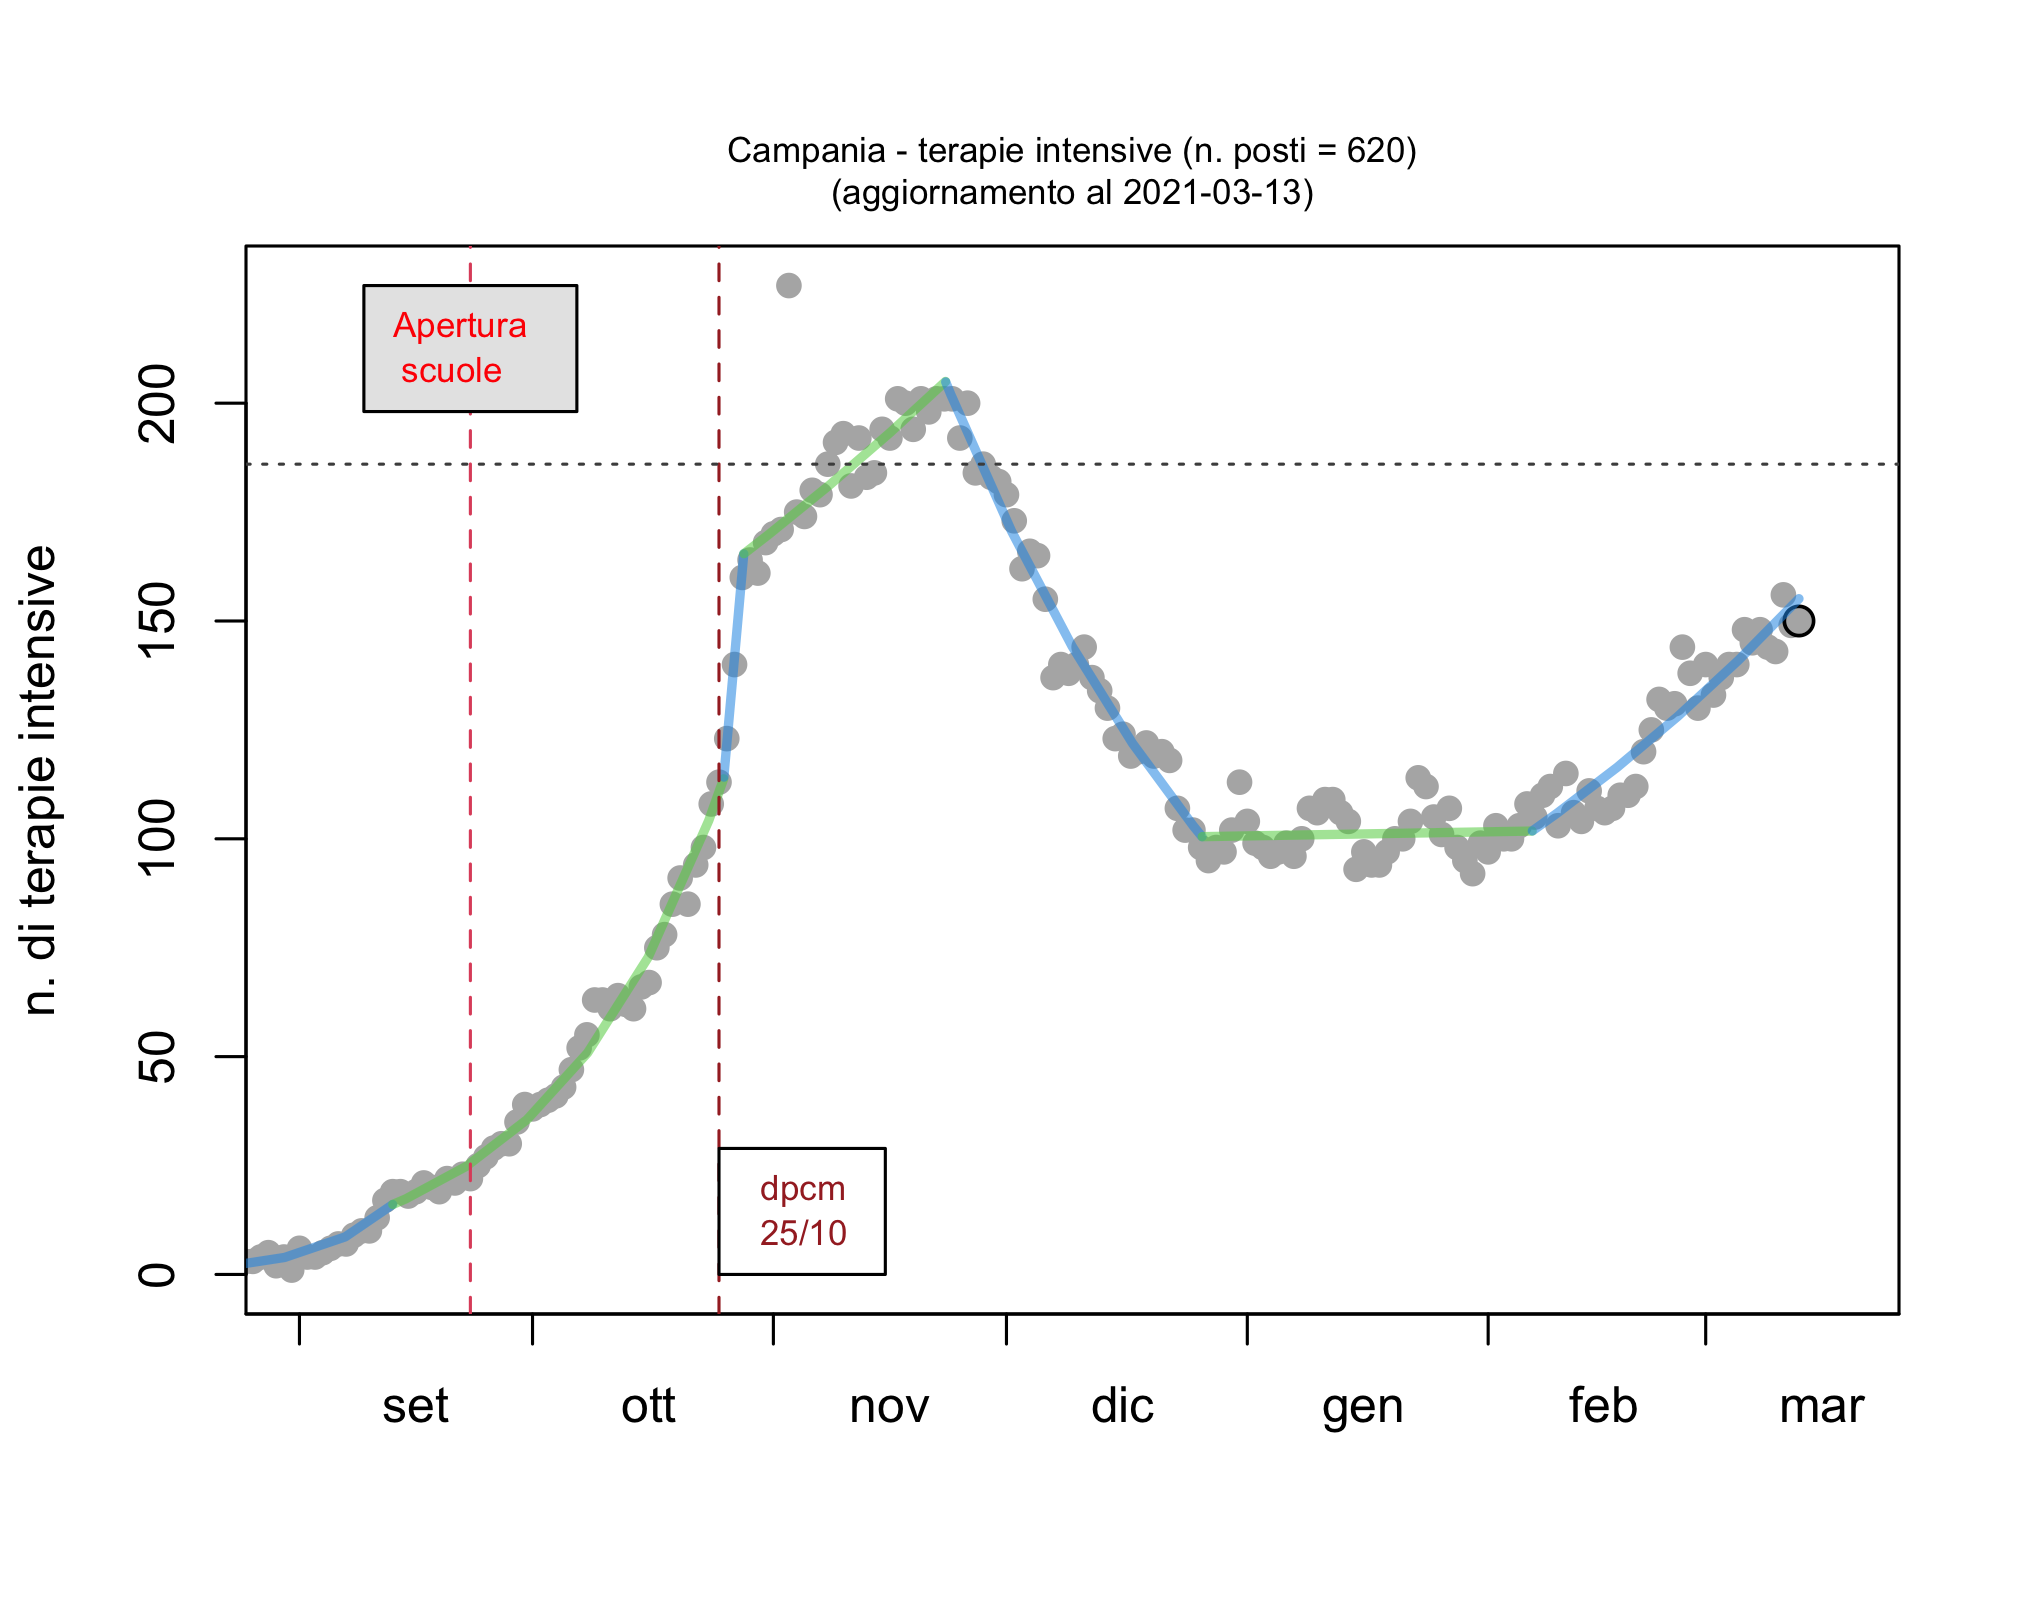 Campania - terapie intensive (n. posti = 620)
(aggiornamento al 2021-03-13)
Apertura
scuole
dpcm
25/10
n. di terapie intensive
200
150
100
50
0
set ott nov dic gen feb mar